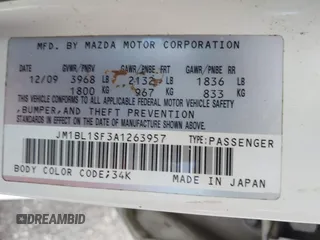 MFD. BY MAZDA MOTOR CORPORATION
GVWR/PNBV GAWR/PNBE FRT GAWR/PNBE RR
12/09 3968 LB 2132 LB 1836 LB
1800 KG 967 KG 833 KG
THIS VEHICLE CONFORMS TO ALL APPLICABLE FEDERAL MOTOR VEHICLE SAFETY
,BUMPER,AND THEFT PREVENTION
STANDARDS IN EFFECT ON THE DATE OF MANUFACTURE SHOWN ABOVE.
JM1BL1SF3A1263957 TYPE:PASSENGER
BODY COLOR CODE;34K MADE IN JAPAN
DREAMBID